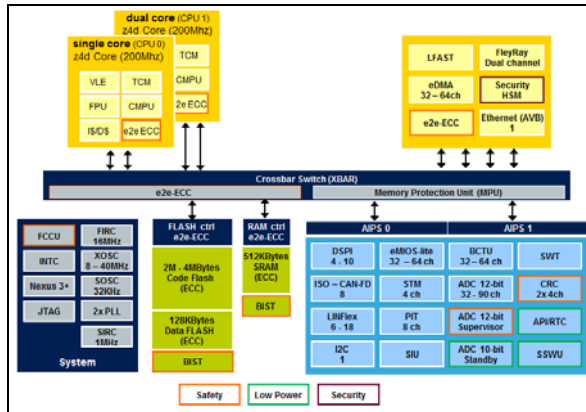 dual core (CPU 1)
z4d Core (200Mhz)
single core (CPU 0)
z4d Core (200Mhz)
TCM
CMPU
e2e ECC
VLE
TCM
FPU
CMPU
I$/D$
e2e ECC
LFAST
FleyRay
Dual channel
eDMA
32 – 64ch
Security
HSM
e2e-ECC
Ethernet (AVB)
1
Crossbar Switch (XBAR)
e2e-ECC
Memory Protection Unit (MPU)
FCCU
FIRC
16MHz
INTC
XOSC
8 – 40MHz
Nexus 3+
SOSC
32KHz
JTAG
2x PLL
SIRC
1MHz
System
FLASH ctrl
e2e-ECC
2M - 4MBytes
Code Flash
(ECC)
128KBytes
Data FLASH
(ECC)
BIST
RAM ctrl
e2e-ECC
512KBytes
SRAM
(ECC)
BIST
AIPS 0
AIPS 1
DSPI
4 - 10
eMIOS-lite
32 – 64 ch
BCTU
32 – 64 ch
SWT
ISO – CAN-FD
8
STM
4 ch
ADC 12-bit
32 - 90 ch
CRC
2x 4ch
LINFlex
6 - 18
PIT
8 ch
ADC 12-bit
Supervisor
API/RTC
I2C
1
SIU
ADC 10-bit
Standby
SSWU
Safety
Low Power
Security